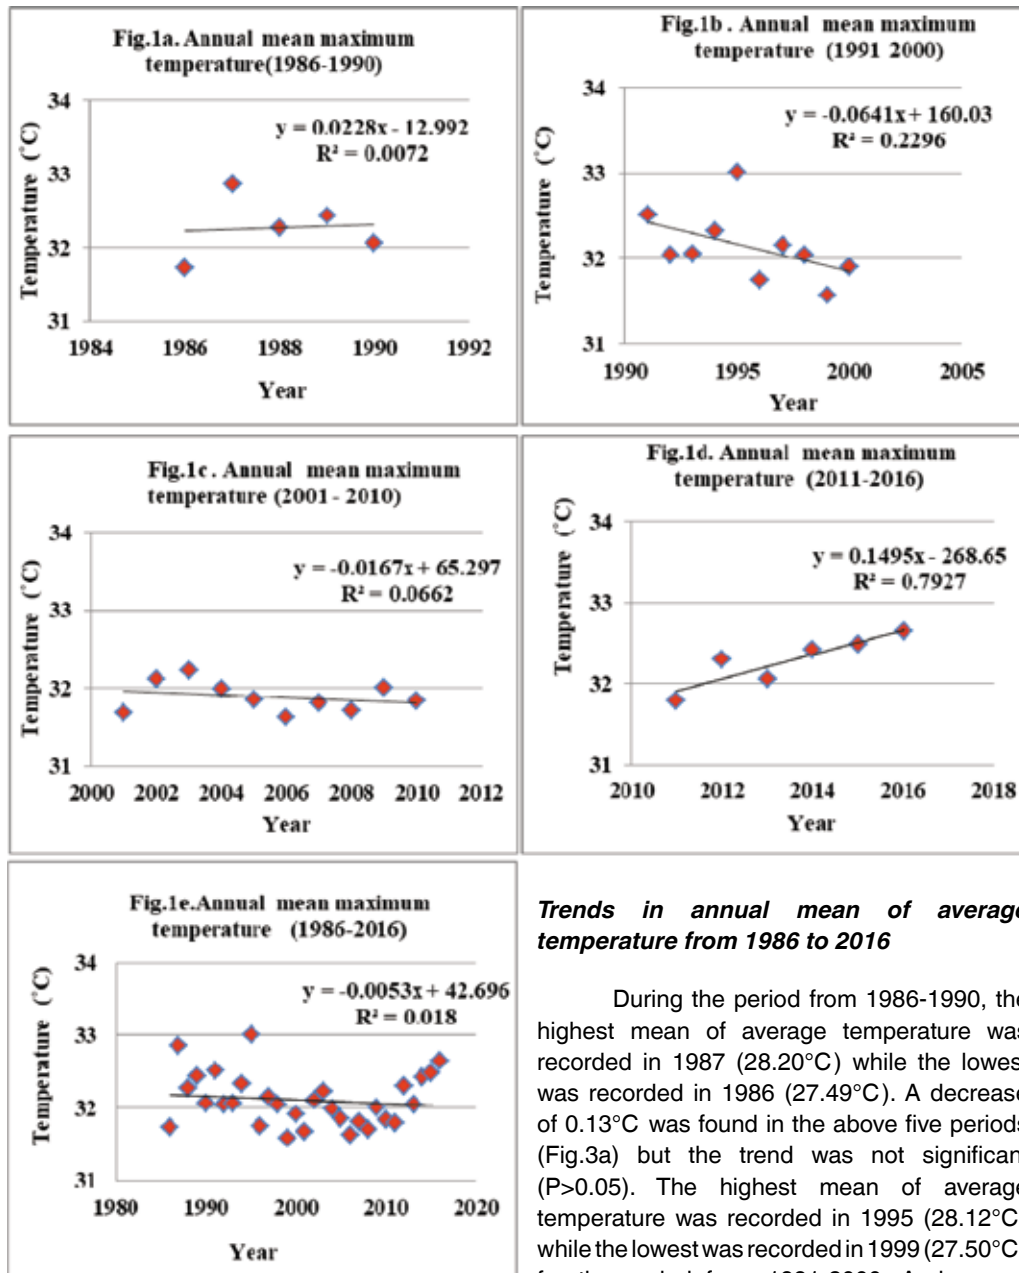 Fig.1a. Annual mean maximum
temperature(1986-1990)
34
33
32
31
Temperature (˚C)
y = 0.0228x - 12.992
R² = 0.0072
1984 1986 1988 1990 1992
Year
Fig.1b . Annual mean maximum
temperature (1991 2000)
34
33
32
31
Temperature (˚C)
y = -0.0641x + 160.03
R² = 0.2296
1990 1995 2000 2005
Year
Fig.1c . Annual mean maximum
temperature (2001 - 2010)
34
33
32
31
Temperature (˚C)
y = -0.0167x + 65.297
R² = 0.0662
2000 2002 2004 2006 2008 2010 2012
Year
Fig.1d. Annual mean maximum
temperature (2011-2016)
34
33
32
31
Temperature (˚C)
y = 0.1495x - 268.65
R² = 0.7927
2010 2012 2014 2016 2018
Year
Fig.1e.Annual mean maximum
temperature (1986-2016)
34
33
32
31
Temperature (˚C)
y = -0.0053x + 42.696
R² = 0.018
1980 1990 2000 2010 2020
Year
Trends in annual mean of average
temperature from 1986 to 2016
During the period from 1986-1990, the
highest mean of average temperature was
recorded in 1987 (28.20°C) while the lowes
was recorded in 1986 (27.49°C). A decrease
of 0.13°C was found in the above five periods
(Fig.3a) but the trend was not significan
(P>0.05). The highest mean of average
temperature was recorded in 1995 (28.12°C
while the lowest was recorded in 1999 (27.50°C